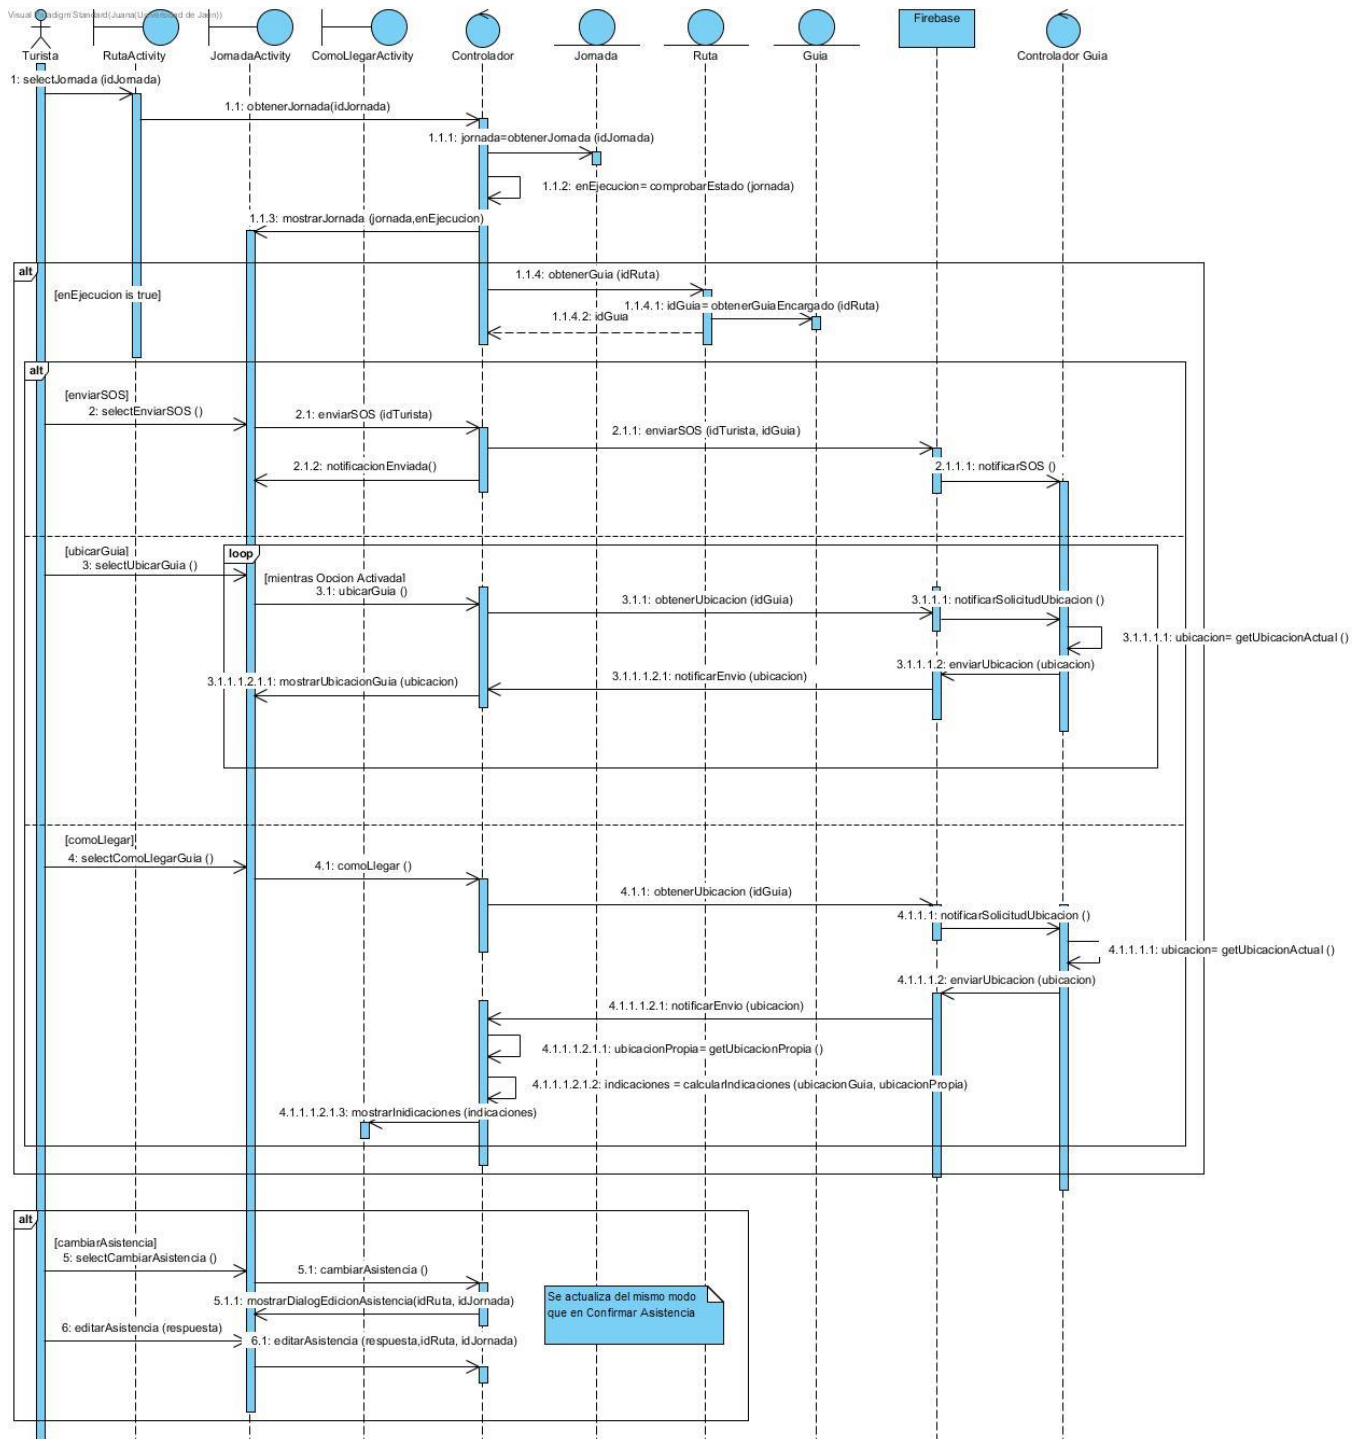 Visual Paradigm Standard(Juana(Universidad de Jaén))
Turista
RutaActivity
JornadaActivity
ComoLlegarActivity
Controlador
Jornada
Ruta
Guia
Firebase
Controlador Guia
1: selectJornada (idJornada)
1.1: obtenerJornada(idJornada)
1.1.1: jornada=obtenerJornada (idJornada)
1.1.2: enEjecucion= comprobarEstado (jornada)
1.1.3: mostrarJornada (jornada,enEjecucion)
alt
[enEjecucion is true]
1.1.4: obtenerGuia (idRuta)
1.1.4.1: idGuia= obtenerGuiaEncargado (idRuta)
1.1.4.2: idGuia
alt
[enviarSOS]
2: selectEnviarSOS ()
2.1: enviarSOS (idTurista)
2.1.1: enviarSOS (idTurista, idGuia)
2.1.2: notificacionEnviada()
2.1.1.1: notificarSOS ()
[ubicarGuia]
3: selectUbicarGuia ()
loop
[mientras Opcion Activada]
3.1: ubicarGuia ()
3.1.1: obtenerUbicacion (idGuia)
3.1.1.1: notificarSolicitudUbicacion ()
3.1.1.1.1: ubicacion= getUbicacionActual ()
3.1.1.1.2: enviarUbicacion (ubicacion)
3.1.1.1.2.1: notificarEnvio (ubicacion)
3.1.1.1.2.1.1: mostrarUbicacionGuia (ubicacion)
[comoLlegar]
4: selectComoLlegarGuia ()
4.1: comoLlegar ()
4.1.1: obtenerUbicacion (idGuia)
4.1.1.1: notificarSolicitudUbicacion ()
4.1.1.1.1: ubicacion= getUbicacionActual ()
4.1.1.1.2: enviarUbicacion (ubicacion)
4.1.1.1.2.1: notificarEnvio (ubicacion)
4.1.1.1.2.1.1: ubicacionPropia= getUbicacionPropia ()
4.1.1.1.2.1.2: indicaciones = calcularIndicaciones (ubicacionGuia, ubicacionPropia)
4.1.1.1.2.1.3: mostrarInidicaciones (indicaciones)
alt
[cambiarAsistencia]
5: selectCambiarAsistencia ()
5.1: cambiarAsistencia ()
5.1.1: mostrarDialogEdicionAsistencia(idRuta, idJornada)
6: editarAsistencia (respuesta)
6.1: editarAsistencia (respuesta,idRuta, idJornada)
Se actualiza del mismo modo
que en Confirmar Asistencia